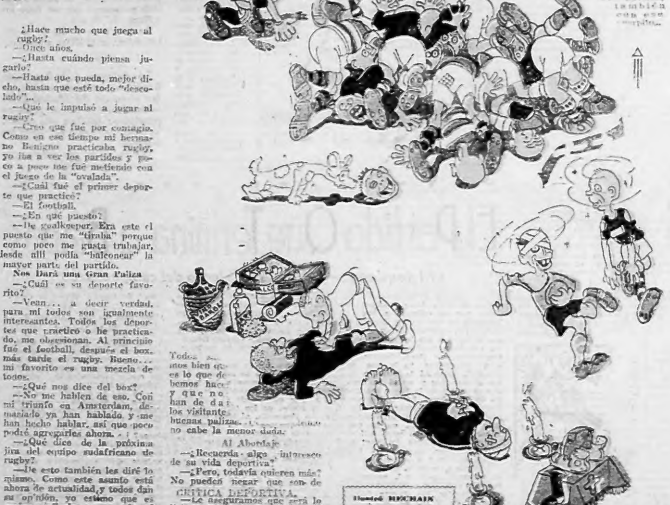 —¿Hace mucho que juega al
rugby?
—Once años.
—¿Hasta cuándo piensa ju-
garlo?
—Hasta que pueda, mejor di-
cho, hasta que esté todo "desco-
lado"...
—¿Qué le impulsó a jugar al
rugby?
—Creo que fué por contagio.
Como en ese tiempo mi herma-
no Benigno practicaba rugby,
yo iba a ver los partidos y po-
co a poco me fuí metiendo con
el juego de la "ovalada".
—¿Cuál fué el primer depor-
te que practicó?
—El football.
—¿En qué puesto?
—De goalkeeper. Era este el
puesto que me "tiraba" porque
como poco me gusta trabajar,
desde allí podía "balconear" la
mayor parte del partido.
Nos Dará una Gran Paliza
—¿Cuál es su deporte favo-
rito?
—Vean... a decir verdad,
para mí todos son igualmente
interesantes. Todos los depor-
tes que practicó o he practica-
do, me obsesionan. Al principio
fué el football, después el box,
más tarde el rugby. Bueno...
mi favorito es una mezcla de
todos.
—¿Qué nos dice del box?
—No me hablen de eso. Con
mi triunfo en Amsterdam, de-
masiado ya han hablado y me
han hecho hablar, así que poco
podré agregarles ahora.
—¿Qué dice de la próxima
jira del equipo sudafricano de
rugby?
—De esto también les diré lo
mismo. Como este asunto está
ahora de actualidad, y todos dan
su opinión, yo estimo que es
Todos
mos bien
es lo que de
bemos hace
y que no
han de da
los visitante
buenas palizas.
no cabe la menor duda.
Al Abordaje
—¿Recuerda algo interesco
de su vida deportiva?
—¿Pero, todavía quieren más?
No pueden negar que son de
CRITICA DEPORTIVA.
—Le aseguramos que será lo
también
con ese
Ilustró RECHAIN